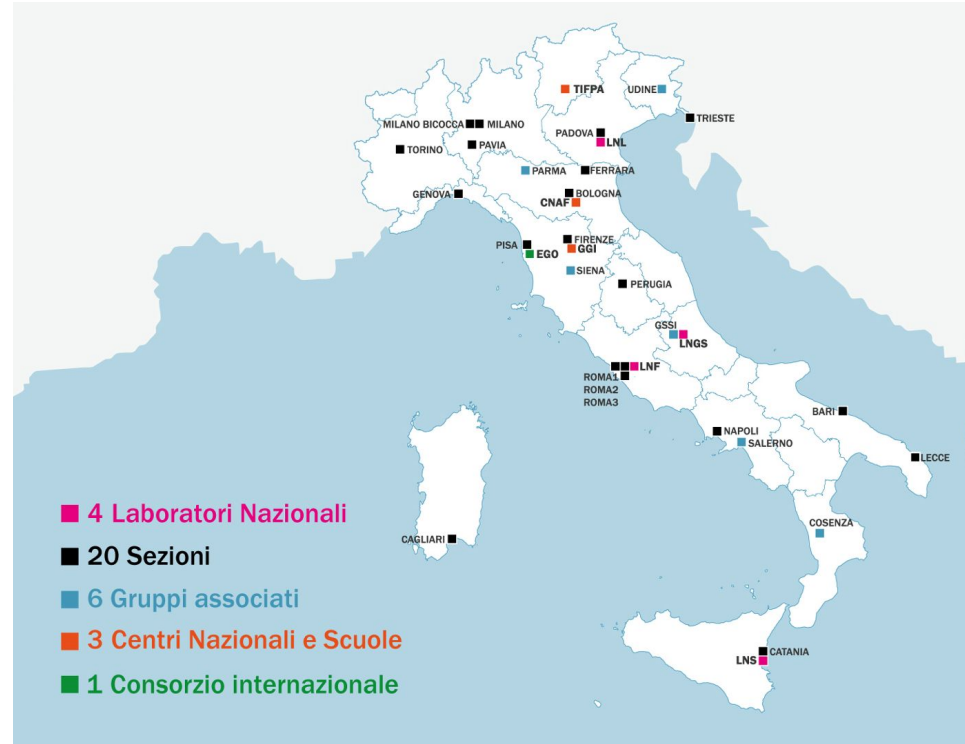 TIFPA
UDINE
TRIESTE
MILANO BICOCCA
MILANO
PADOVA
LNL
TORINO
PAVIA
PARMA
FERRARA
GENOVA
BOLOGNA
CNAF
PISA
FIRENZE
EGO
GGI
SIENA
PERUGIA
GSSI
LNGS
LNF
ROMA1
ROMA2
ROMA3
BARI
NAPOLI
SALERNO
LECCE
COSENZA
CAGLIARI
CATANIA
LNS
4 Laboratori Nazionali
20 Sezioni
6 Gruppi associati
3 Centri Nazionali e Scuole
1 Consorzio internazionale